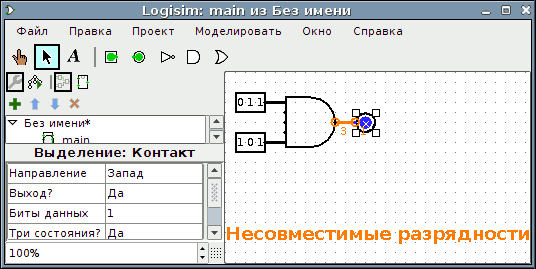 Logisim: main из Без имени
Файл Правка Проект Моделировать Окно Справка
A
Без имени*
main
Выделение: Контакт
Направление Запад
Выход? Да
Биты данных 1
Три состояния? Да
100%
0 1 1
1 0 1
3
x
Несовместимые разрядности